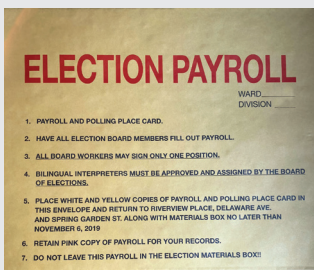 ELECTION PAYROLL
WARD
DIVISION
1. PAYROLL AND POLLING PLACE CARD.
2. HAVE ALL ELECTION BOARD MEMBERS FILL OUT PAYROLL.
3. ALL BOARD WORKERS MAY SIGN ONLY ONE POSITION.
4. BILINGUAL INTERPRETERS MUST BE APPROVED AND ASSIGNED BY THE BOARD
OF ELECTIONS.
5. PLACE WHITE AND YELLOW COPIES OF PAYROLL AND POLLING PLACE CARD IN
THIS ENVELOPE AND RETURN TO RIVERVIEW PLACE, DELAWARE AVE.
AND SPRING GARDEN ST. ALONG WITH MATERIALS BOX NO LATER THAN
NOVEMBER 6, 2019
6. RETAIN PINK COPY OF PAYROLL FOR YOUR RECORDS.
7. DO NOT LEAVE THIS PAYROLL IN THE ELECTION MATERIALS BOX!!